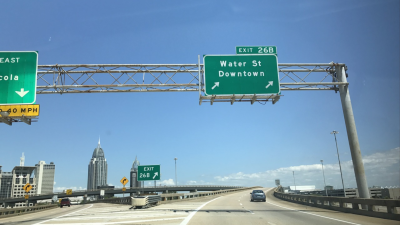 EAST
cola
40 MPH
EXIT 26B
Water St
Downtown
EXIT
26B